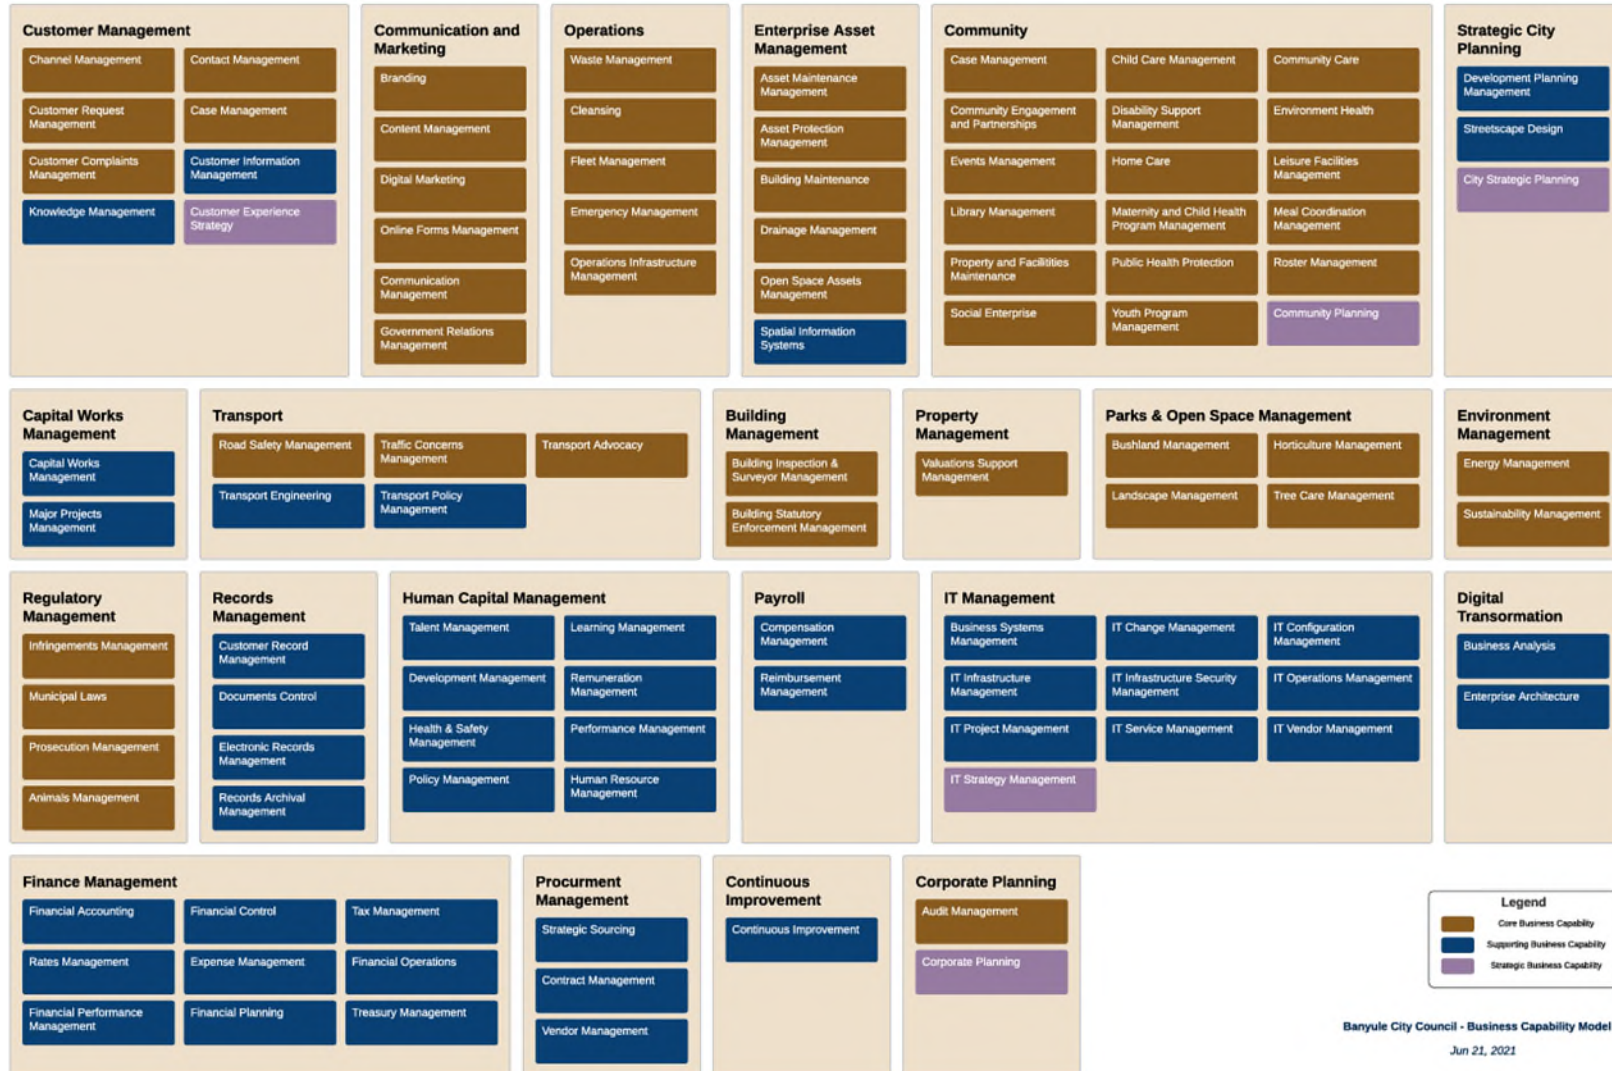 Customer Management
Channel Management
Contact Management
Customer Request
Management
Case Management
Customer Complaints
Management
Customer Information
Management
Knowledge Management
Customer Experience
Strategy
Communication and
Marketing
Branding
Content Management
Digital Marketing
Online Forms Management
Communication
Management
Government Relations
Management
Operations
Waste Management
Cleansing
Fleet Management
Emergency Management
Operations Infrastructure
Management
Enterprise Asset
Management
Asset Maintenance
Management
Asset Protection
Management
Building Maintenance
Drainage Management
Open Space Assets
Management
Spatial Information
Systems
Community
Case Management
Child Care Management
Community Care
Community Engagement
and Partnerships
Disability Support
Management
Environment Health
Events Management
Home Care
Leisure Facilities
Management
Library Management
Maternity and Child Health
Program Management
Meal Coordination
Management
Property and Facilitities
Maintenance
Public Health Protection
Roster Management
Social Enterprise
Youth Program
Management
Community Planning
Strategic City
Planning
Development Planning
Management
Streetscape Design
City Strategic Planning
Capital Works
Management
Capital Works
Management
Major Projects
Management
Transport
Road Safety Management
Traffic Concerns
Management
Transport Advocacy
Transport Engineering
Transport Policy
Management
Building
Management
Building Inspection &
Surveyor Management
Building Statutory
Enforcement Management
Property
Management
Valuations Support
Management
Parks & Open Space Management
Bushland Management
Horticulture Management
Landscape Management
Tree Care Management
Environment
Management
Energy Management
Sustainability Management
Regulatory
Management
Infringements Management
Municipal Laws
Prosecution Management
Animals Management
Records
Management
Customer Record
Management
Documents Control
Electronic Records
Management
Records Archival
Management
Human Capital Management
Talent Management
Learning Management
Development Management
Remuneration
Management
Health & Safety
Management
Performance Management
Policy Management
Human Resource
Management
Payroll
Compensation
Management
Reimbursement
Management
IT Management
Business Systems
Management
IT Change Management
IT Configuration
Management
IT Infrastructure
Management
IT Infrastructure Security
Management
IT Operations Management
IT Project Management
IT Service Management
IT Vendor Management
IT Strategy Management
Digital
Transormation
Business Analysis
Enterprise Architecture
Finance Management
Financial Accounting
Financial Control
Tax Management
Rates Management
Expense Management
Financial Operations
Financial Performance
Management
Financial Planning
Treasury Management
Procurment
Management
Strategic Sourcing
Contract Management
Vendor Management
Continuous
Improvement
Continuous Improvement
Corporate Planning
Audit Management
Corporate Planning
Legend
Core Business Capability
Supporting Business Capability
Strategic Business Capability
Banyule City Council - Business Capability Model
Jun 21, 2021